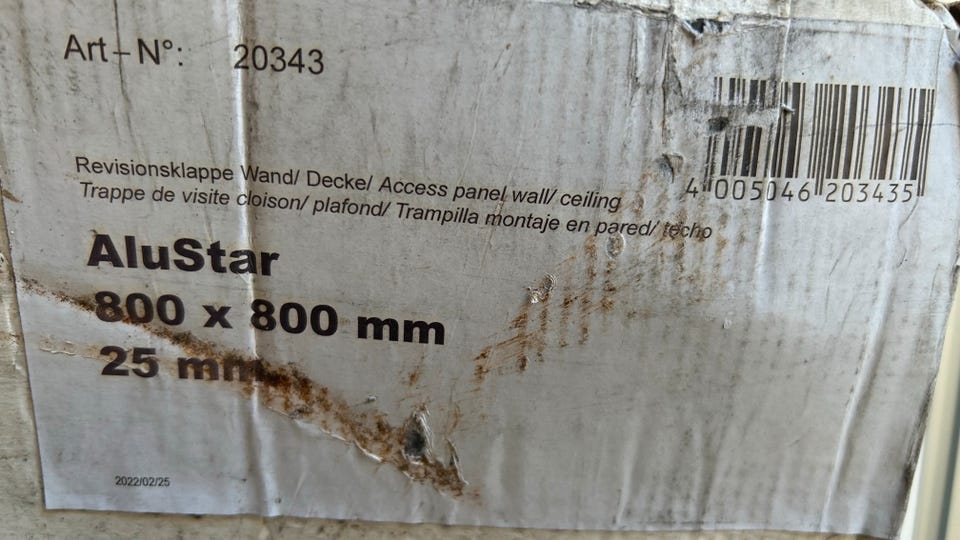 Art-N°: 20343
4 005046 203435
Revisionsklappe Wand/ Decke/ Access panel wall/ ceiling
Trappe de visite cloison/ plafond/ Trampilla montaje en pared/ techo
AluStar
800 x 800 mm
25 mm
2022/02/25